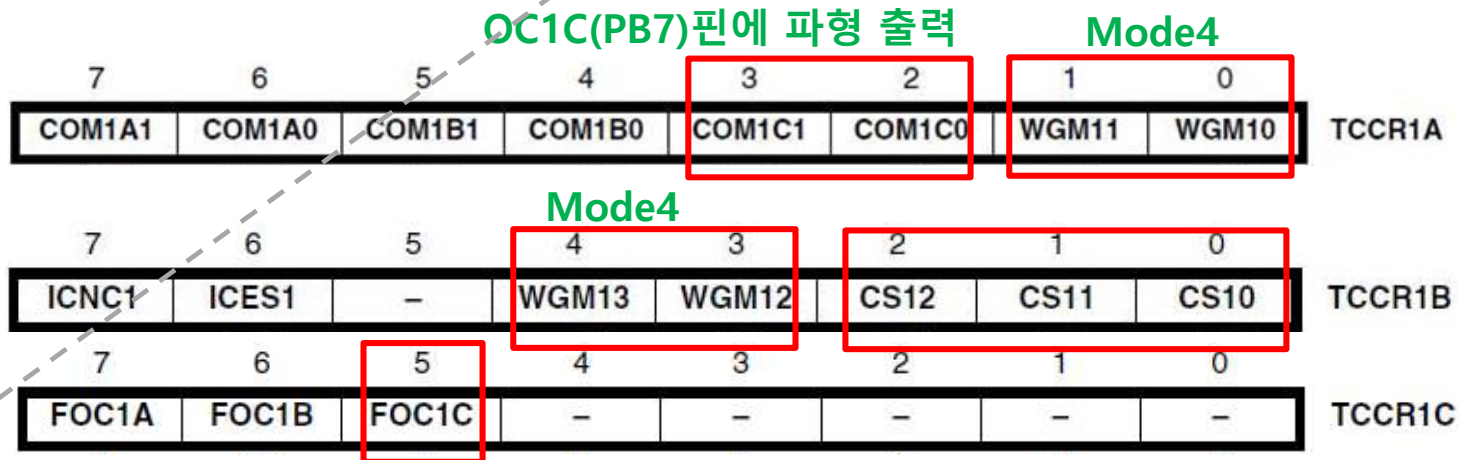 OC1C(PB7)핀에 파형 출력 Mode4
7 6 5 4 3 2 1 0
COM1A1 COM1A0 COM1B1 COM1B0 COM1C1 COM1C0 WGM11 WGM10 TCCR1A
Mode4
7 6 5 4 3 2 1 0
ICNC1 ICES1 – WGM13 WGM12 CS12 CS11 CS10 TCCR1B
7 6 5 4 3 2 1 0
FOC1A FOC1B FOC1C – – – – – TCCR1C